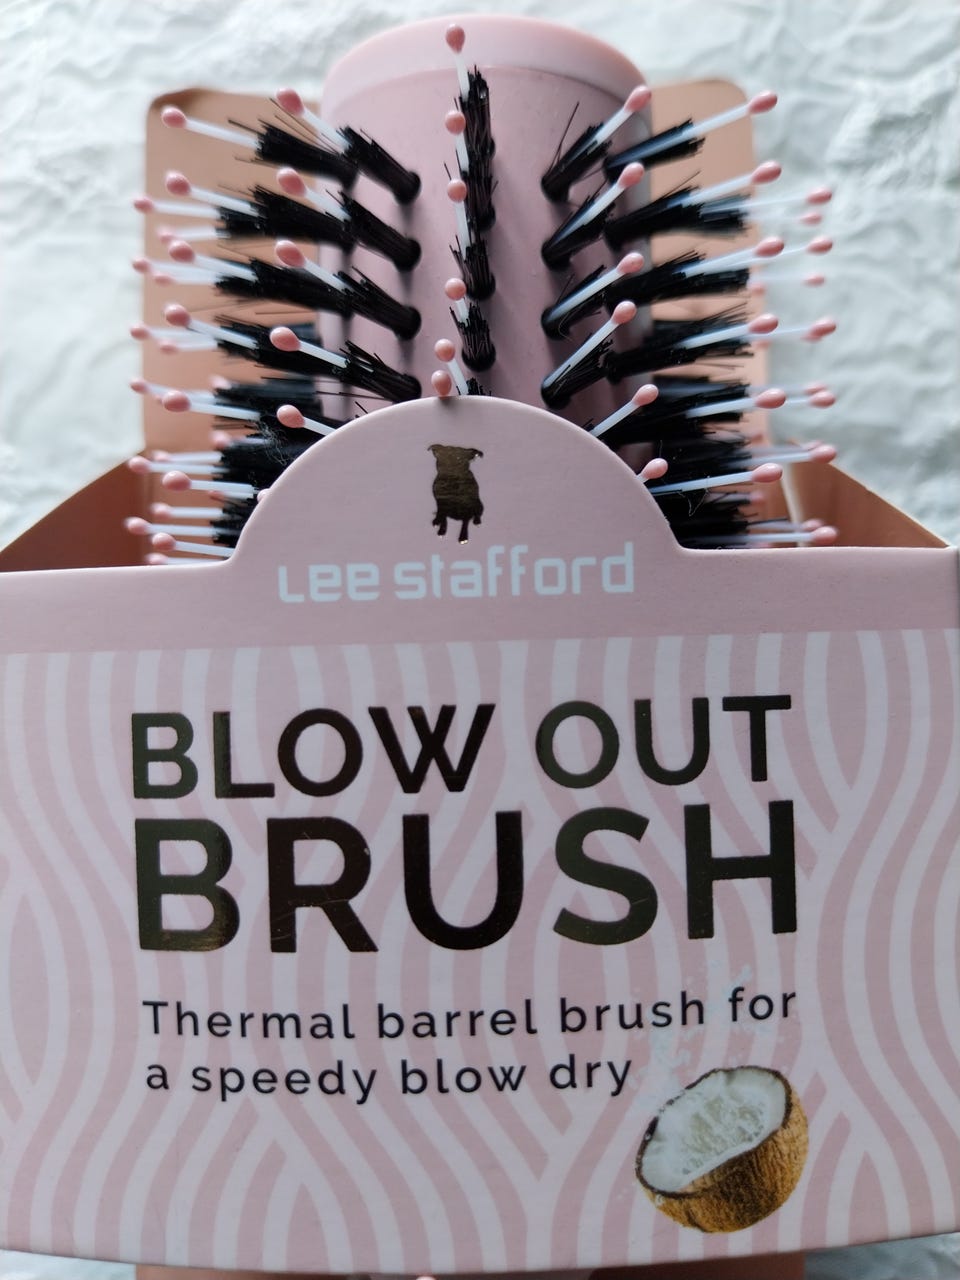 Lee stafford
BLOW OUT
BRUSH
Thermal barrel brush for
a speedy blow dry